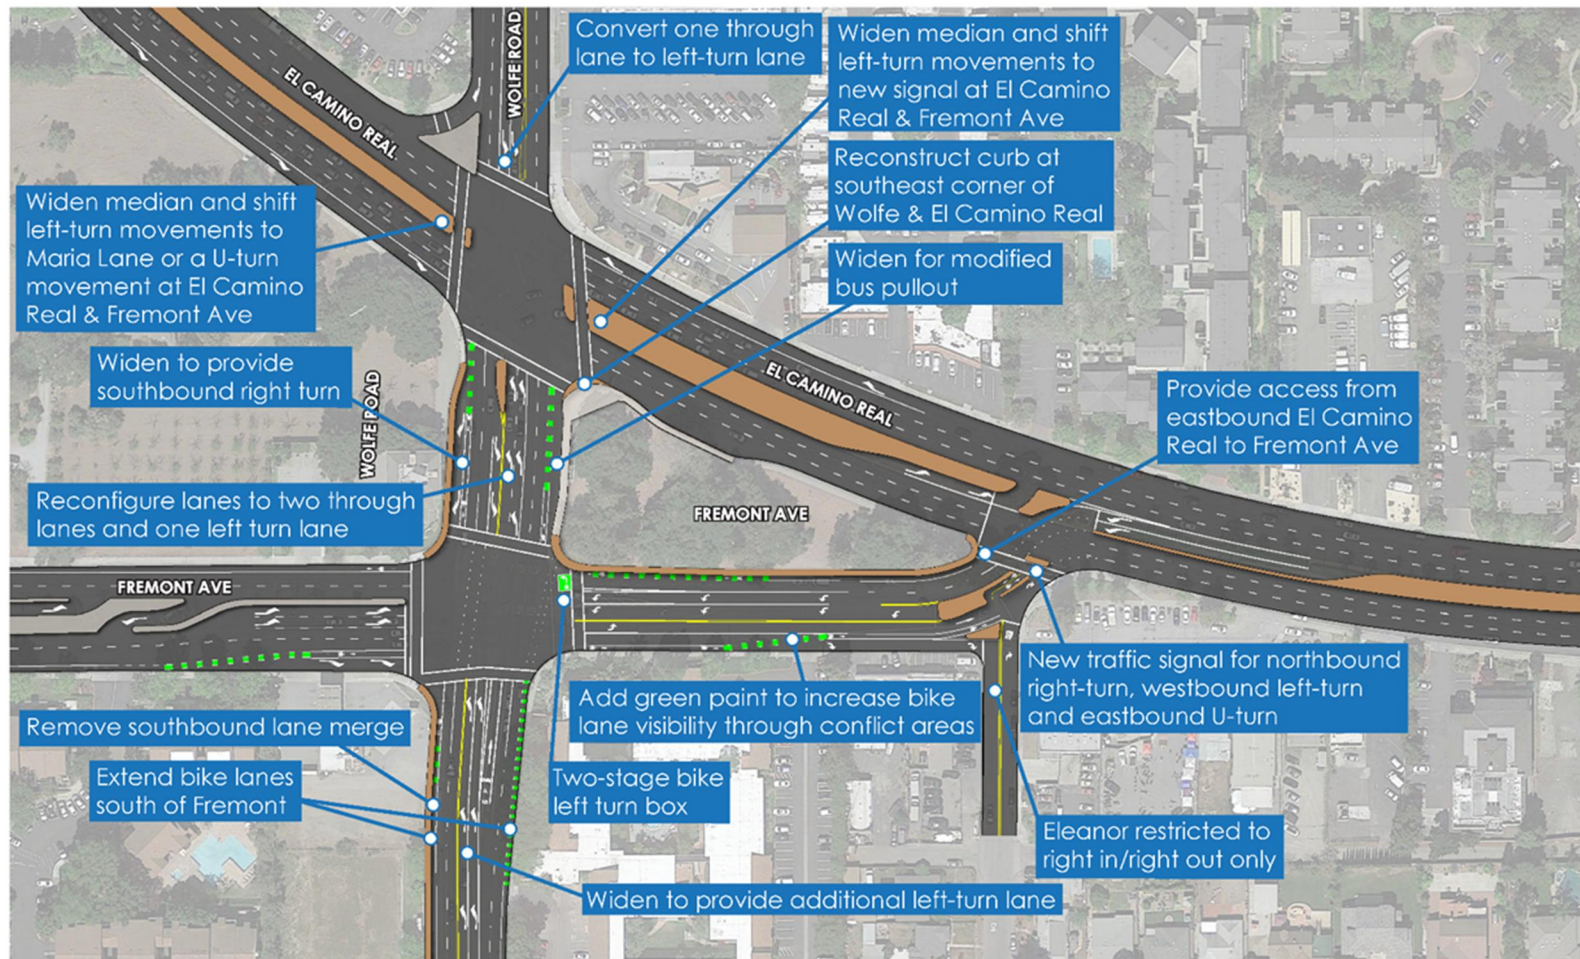 Convert one through
lane to left-turn lane
Widen median and shift
left-turn movements to
new signal at El Camino
Real & Fremont Ave
WOLFE ROAD
EL CAMINO REAL
Reconstruct curb at
southeast corner of
Wolfe & El Camino Real
Widen median and shift
left-turn movements to
Maria Lane or a U-turn
movement at El Camino
Real & Fremont Ave
Widen for modified
bus pullout
Widen to provide
southbound right turn
EL CAMINO REAL
Provide access from
eastbound El Camino
Real to Fremont Ave
WOLFE ROAD
Reconfigure lanes to two through
lanes and one left turn lane
FREMONT AVE
FREMONT AVE
New traffic signal for northbound
right-turn, westbound left-turn
and eastbound U-turn
Add green paint to increase bike
lane visibility through conflict areas
Remove southbound lane merge
Extend bike lanes
south of Fremont
Two-stage bike
left turn box
Eleanor restricted to
right in/right out only
Widen to provide additional left-turn lane